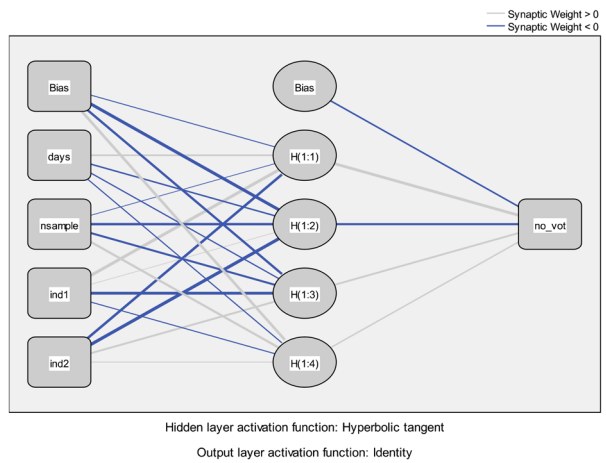 Synaptic Weight > 0
Synaptic Weight < 0
Bias
Bias
days
H(1:1)
nsample
H(1:2)
no_vot
ind1
H(1:3)
ind2
H(1:4)
Hidden layer activation function: Hyperbolic tangent
Output layer activation function: Identity